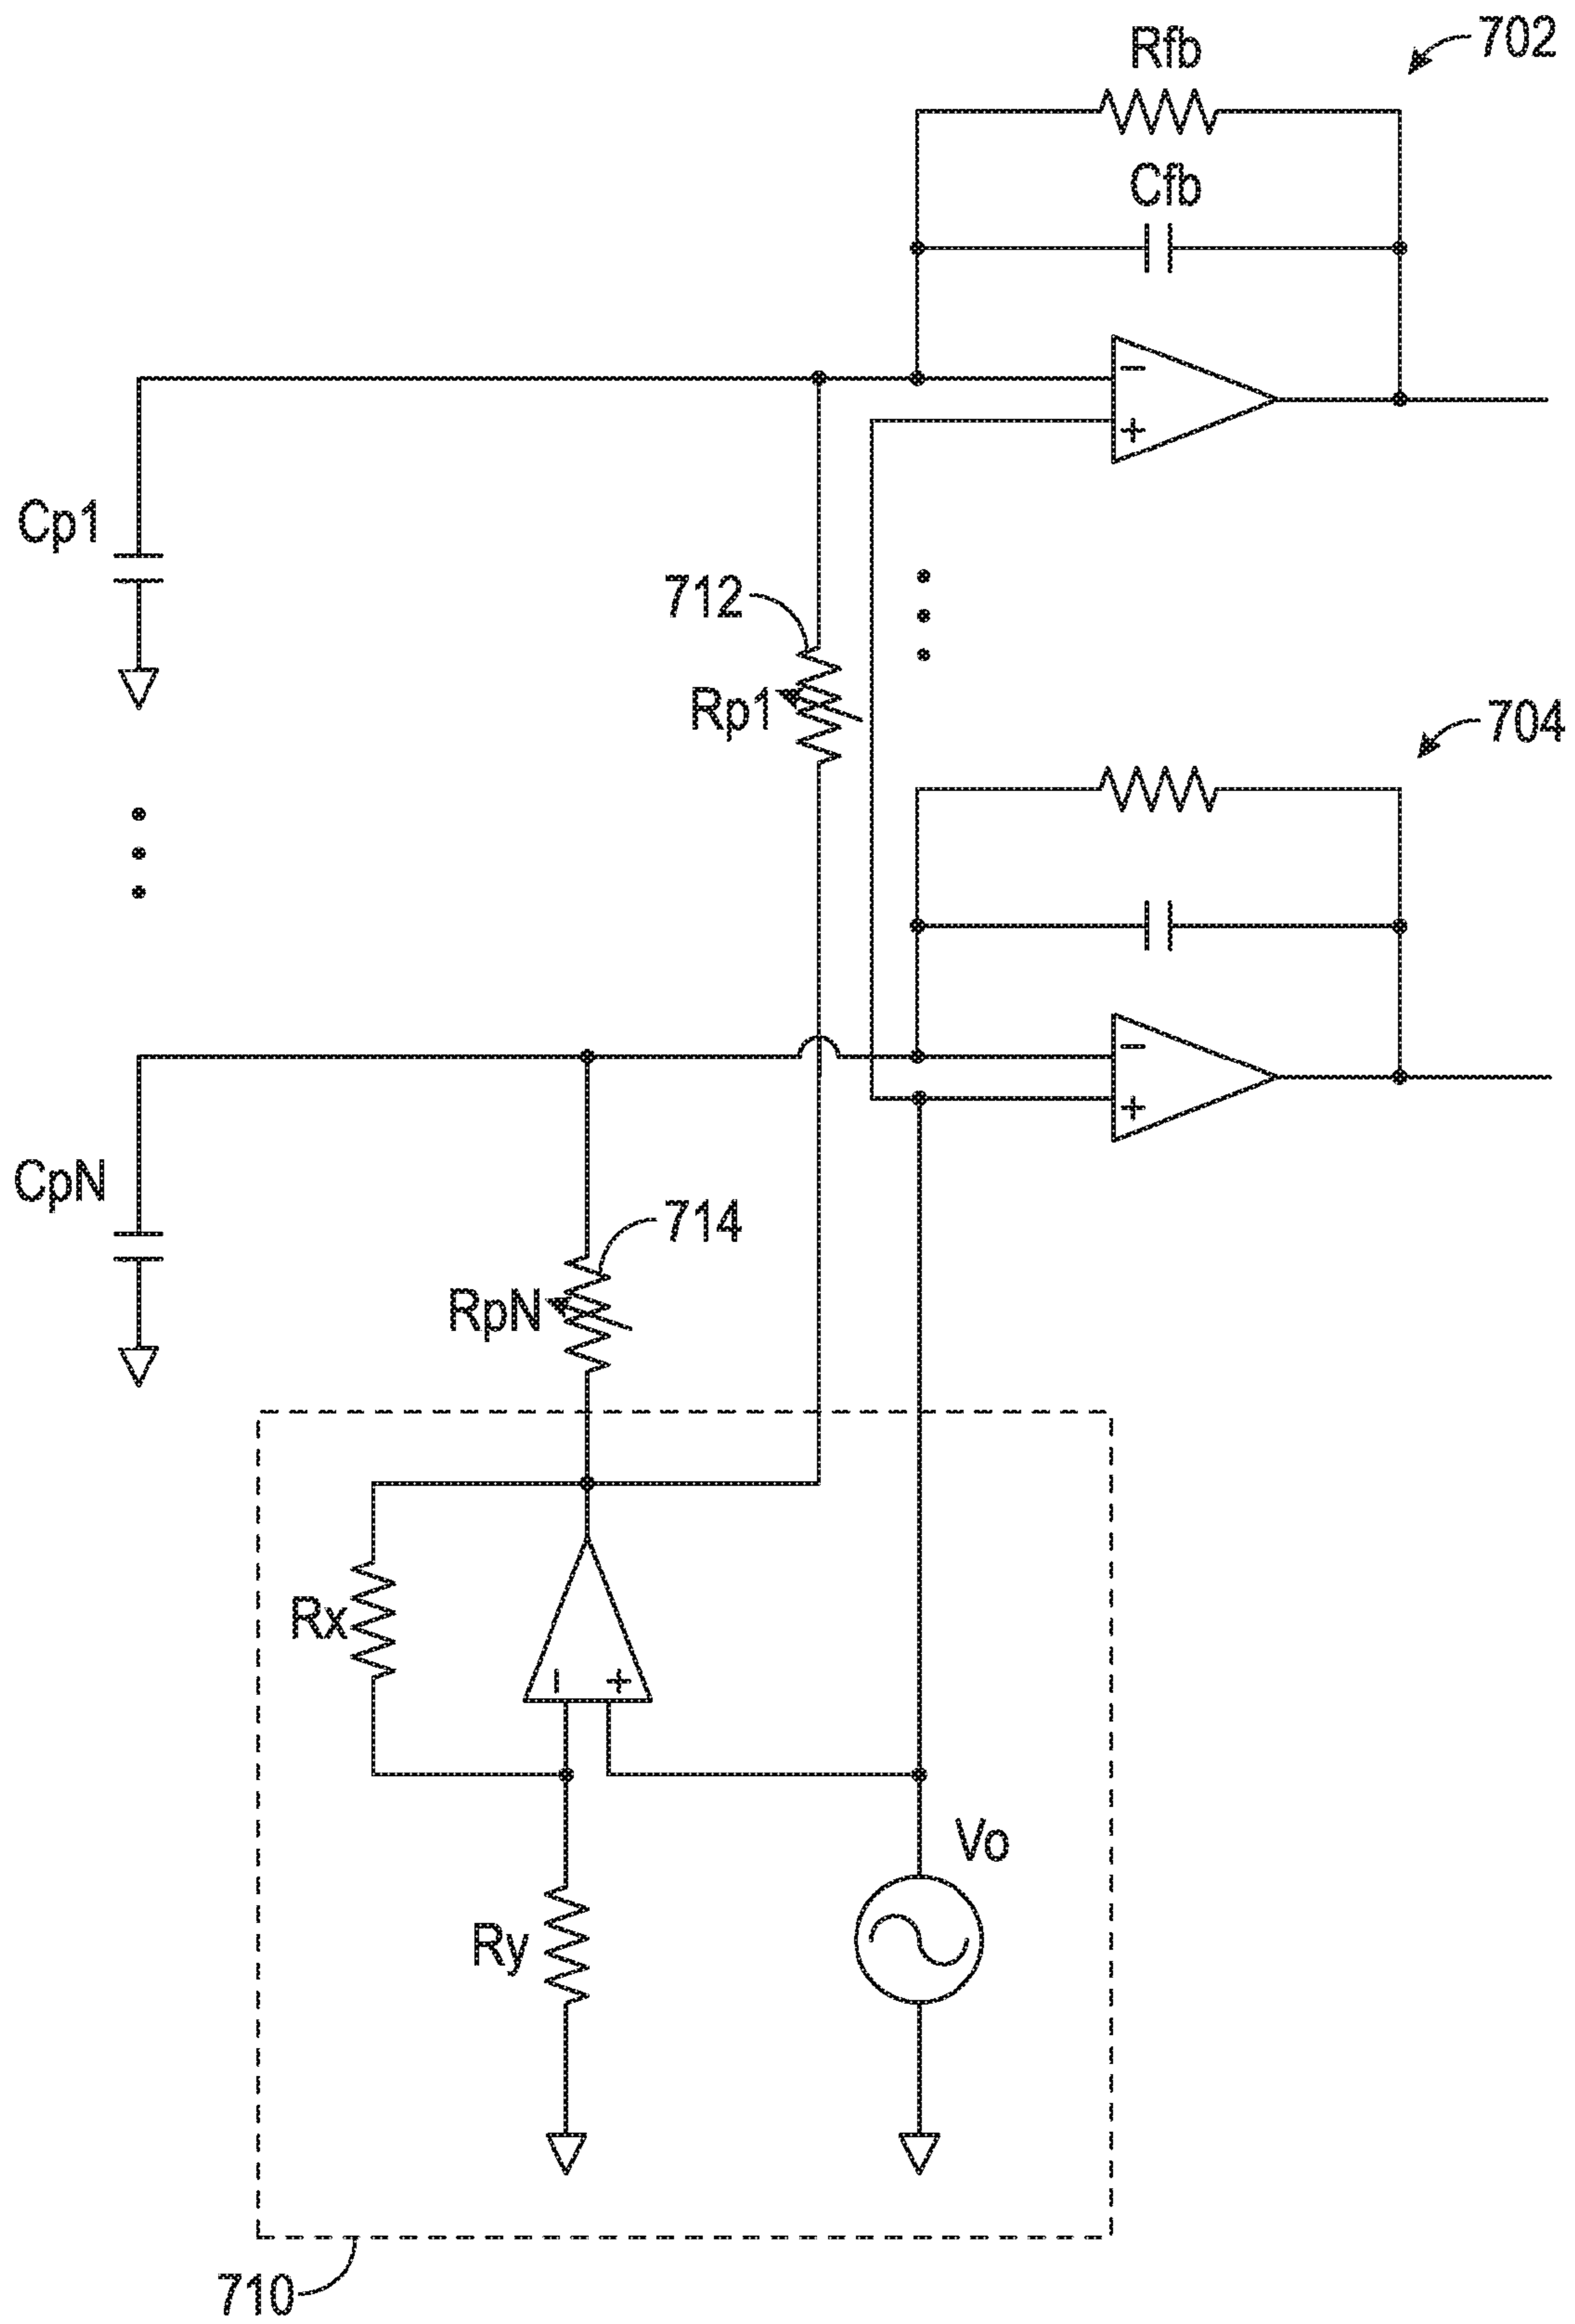 702
Rfb
Cfb
−
+
Cp1
712
Rp1
704
−
+
CpN
714
RpN
Rx
−
+
Vo
Ry
710